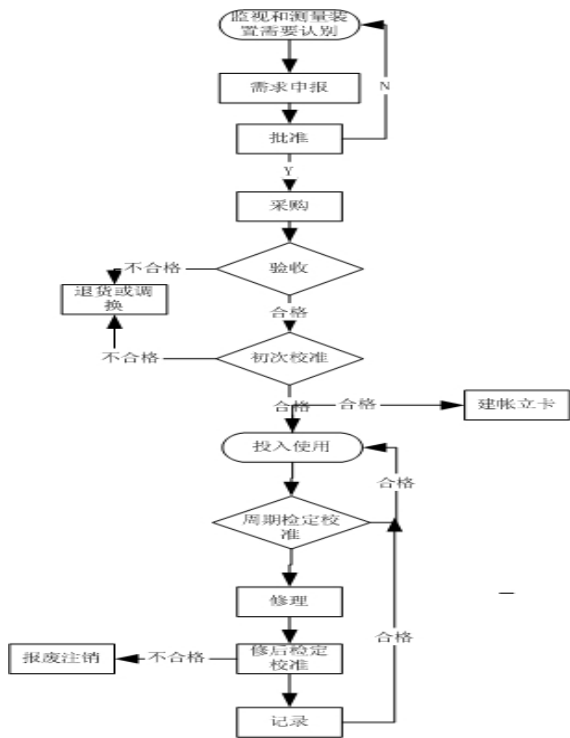 监视和测量装
置需要认别
需求申报
N
批准
Y
采购
不合格
验收
退货或调
换
合格
不合格
初次校准
合格
合格
建帐立卡
投入使用
合格
周期检定校
准
修理
合格
报废注销
不合格
修后检定
校准
记录